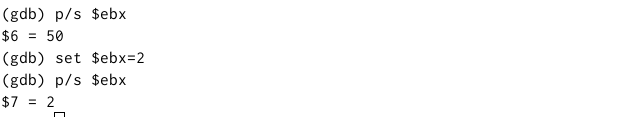 (gdb) p/s $ebx
$6 = 50
(gdb) set $ebx=2
(gdb) p/s $ebx
$7 = 2